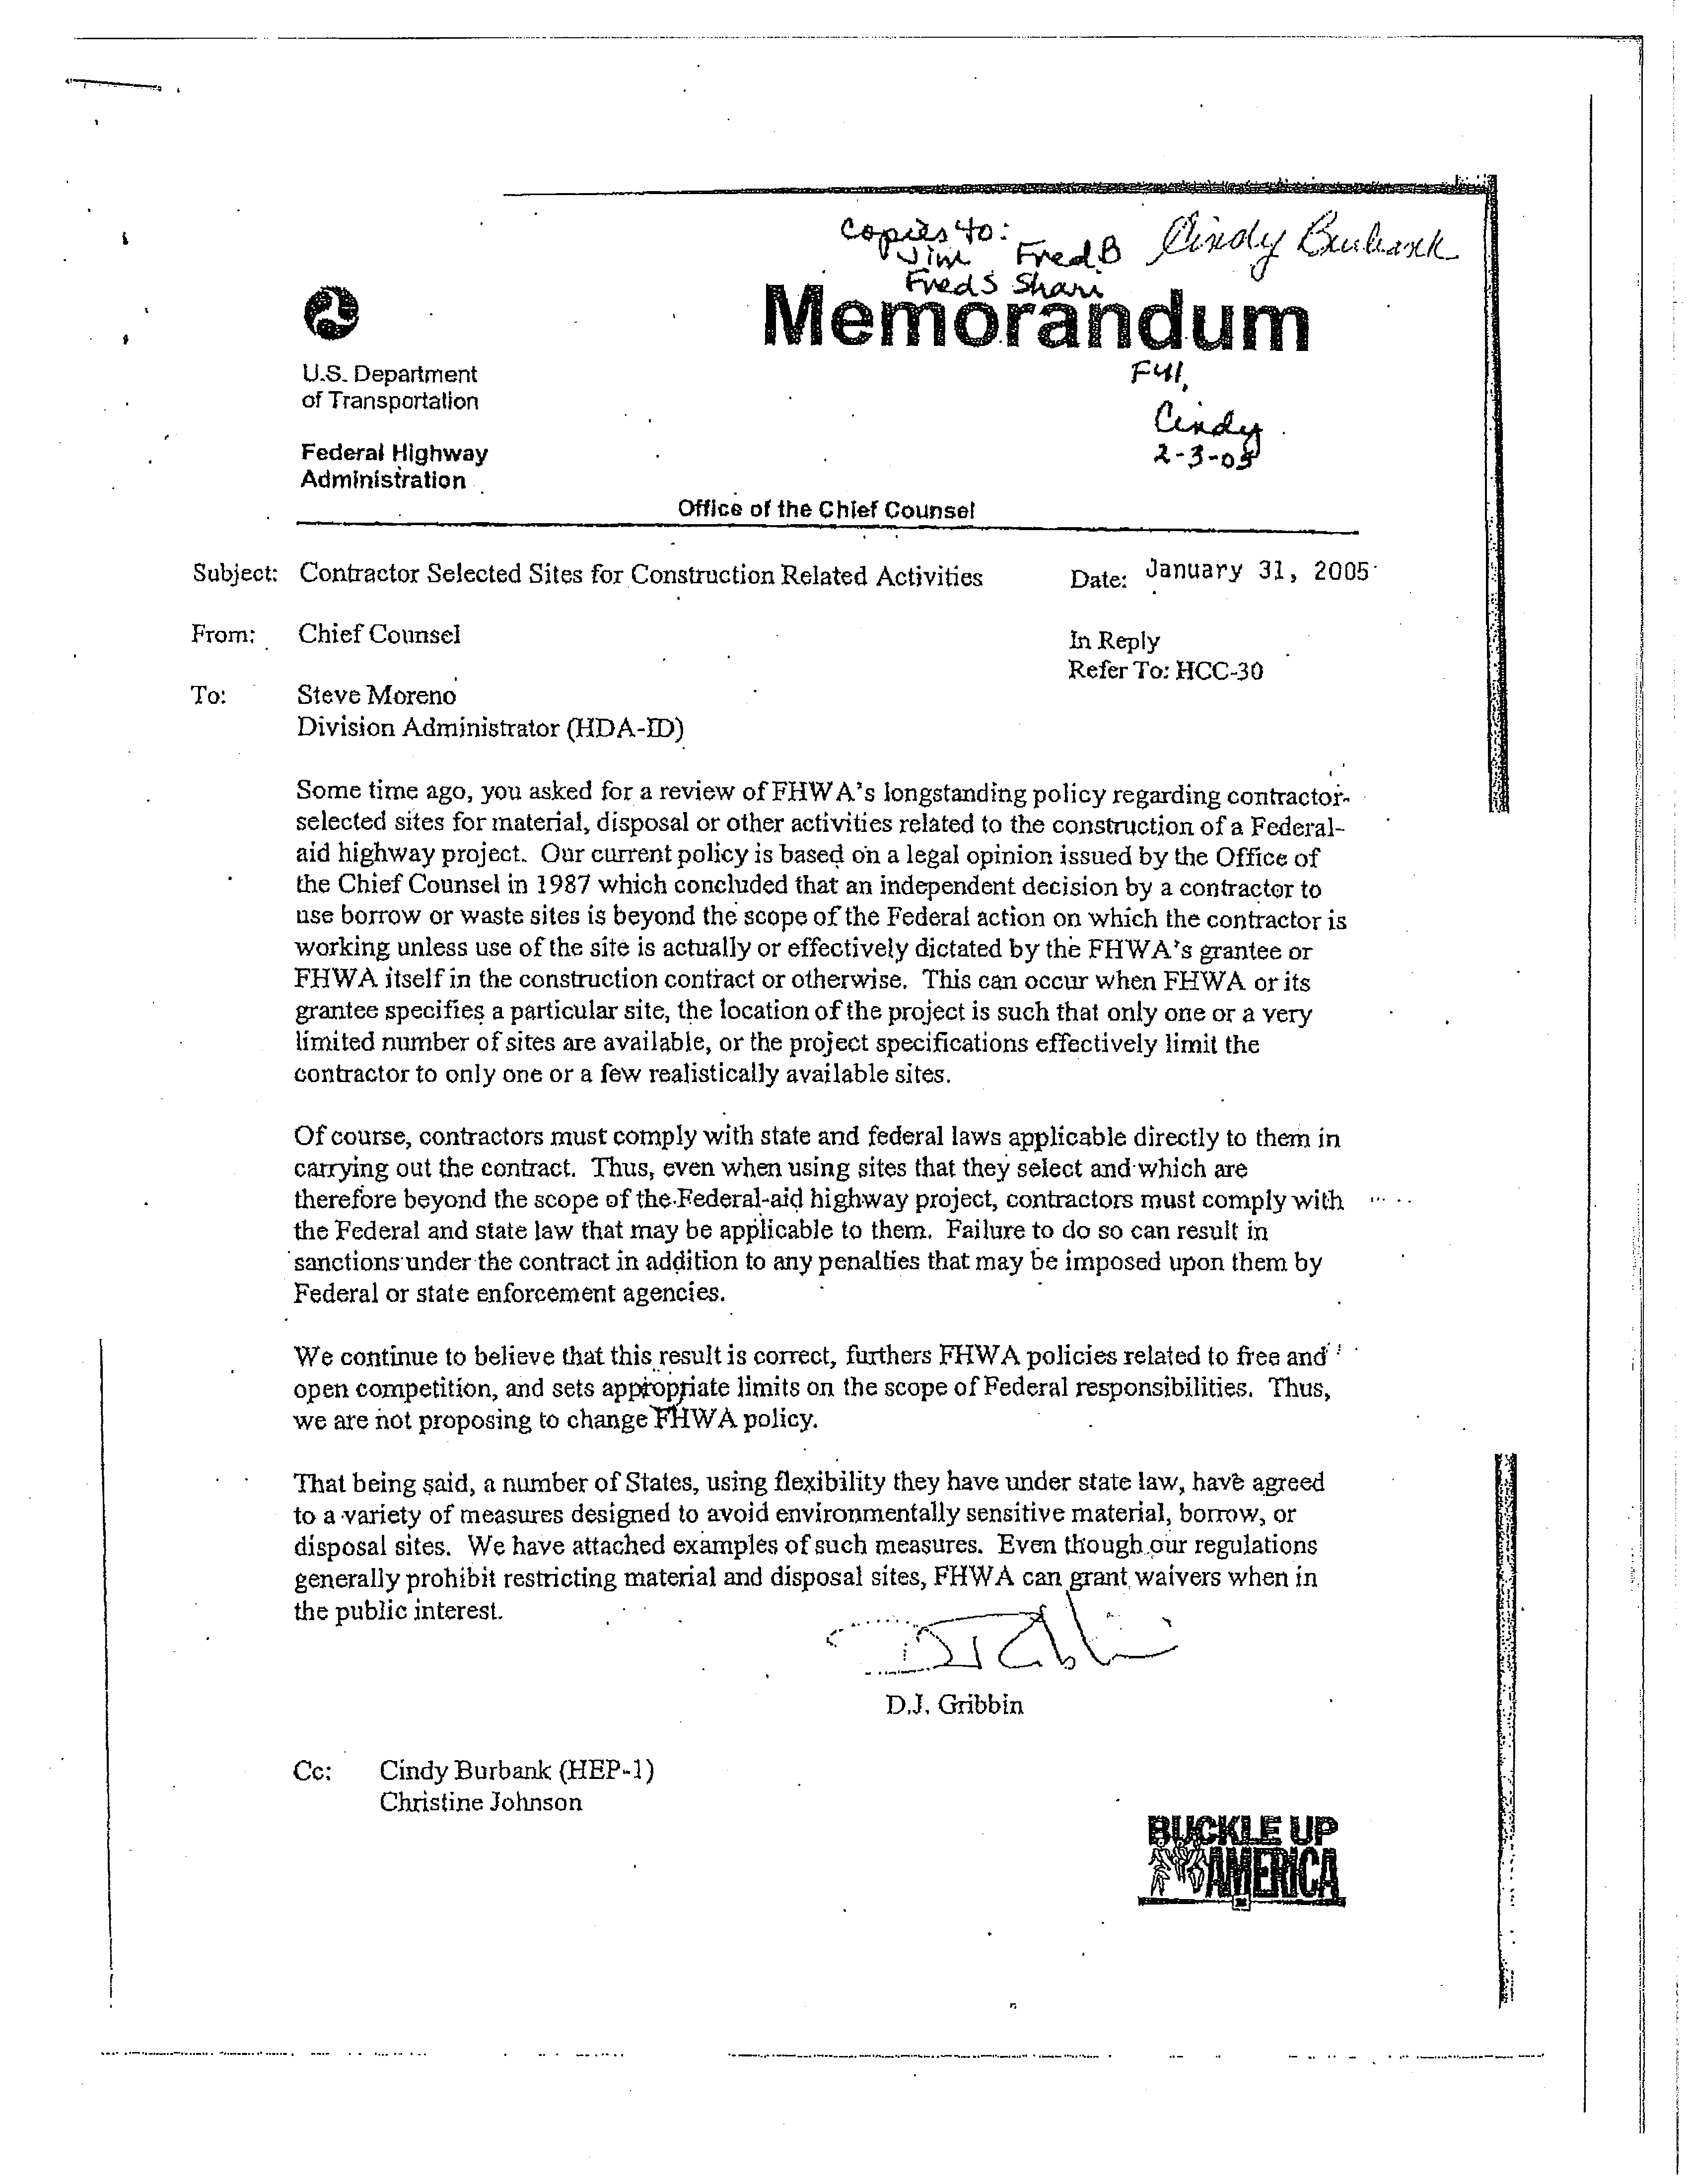 Copies to: Cindy Burbank
Jim Fred B
Fred S Shari
Memorandum
U.S. Department
of Transportation
FYI,
Cindy
2-3-05
Federal Highway
Administration
Office of the Chief Counsel
Subject: Contractor Selected Sites for Construction Related Activities Date: January 31, 2005
From: Chief Counsel In Reply
Refer To: HCC-30
To: Steve Moreno
Division Administrator (HDA-ID)
Some time ago, you asked for a review of FHWA's longstanding policy regarding contractor-
selected sites for material, disposal or other activities related to the construction of a Federal-
aid highway project. Our current policy is based on a legal opinion issued by the Office of
the Chief Counsel in 1987 which concluded that an independent decision by a contractor to
use borrow or waste sites is beyond the scope of the Federal action on which the contractor is
working unless use of the site is actually or effectively dictated by the FHWA's grantee or
FHWA itself in the construction contract or otherwise. This can occur when FHWA or its
grantee specifies a particular site, the location of the project is such that only one or a very
limited number of sites are available, or the project specifications effectively limit the
contractor to only one or a few realistically available sites.
Of course, contractors must comply with state and federal laws applicable directly to them in
carrying out the contract. Thus, even when using sites that they select and which are
therefore beyond the scope of the Federal-aid highway project, contractors must comply with
the Federal and state law that may be applicable to them. Failure to do so can result in
sanctions under the contract in addition to any penalties that may be imposed upon them by
Federal or state enforcement agencies.
We continue to believe that this result is correct, furthers FHWA policies related to free and
open competition, and sets appropriate limits on the scope of Federal responsibilities. Thus,
we are not proposing to change FHWA policy.
That being said, a number of States, using flexibility they have under state law, have agreed
to a variety of measures designed to avoid environmentally sensitive material, borrow, or
disposal sites. We have attached examples of such measures. Even though our regulations
generally prohibit restricting material and disposal sites, FHWA can grant waivers when in
the public interest.
D.J. Gribbin
Cc: Cindy Burbank (HEP-1)
Christine Johnson
BUCKLE UP
AMERICA